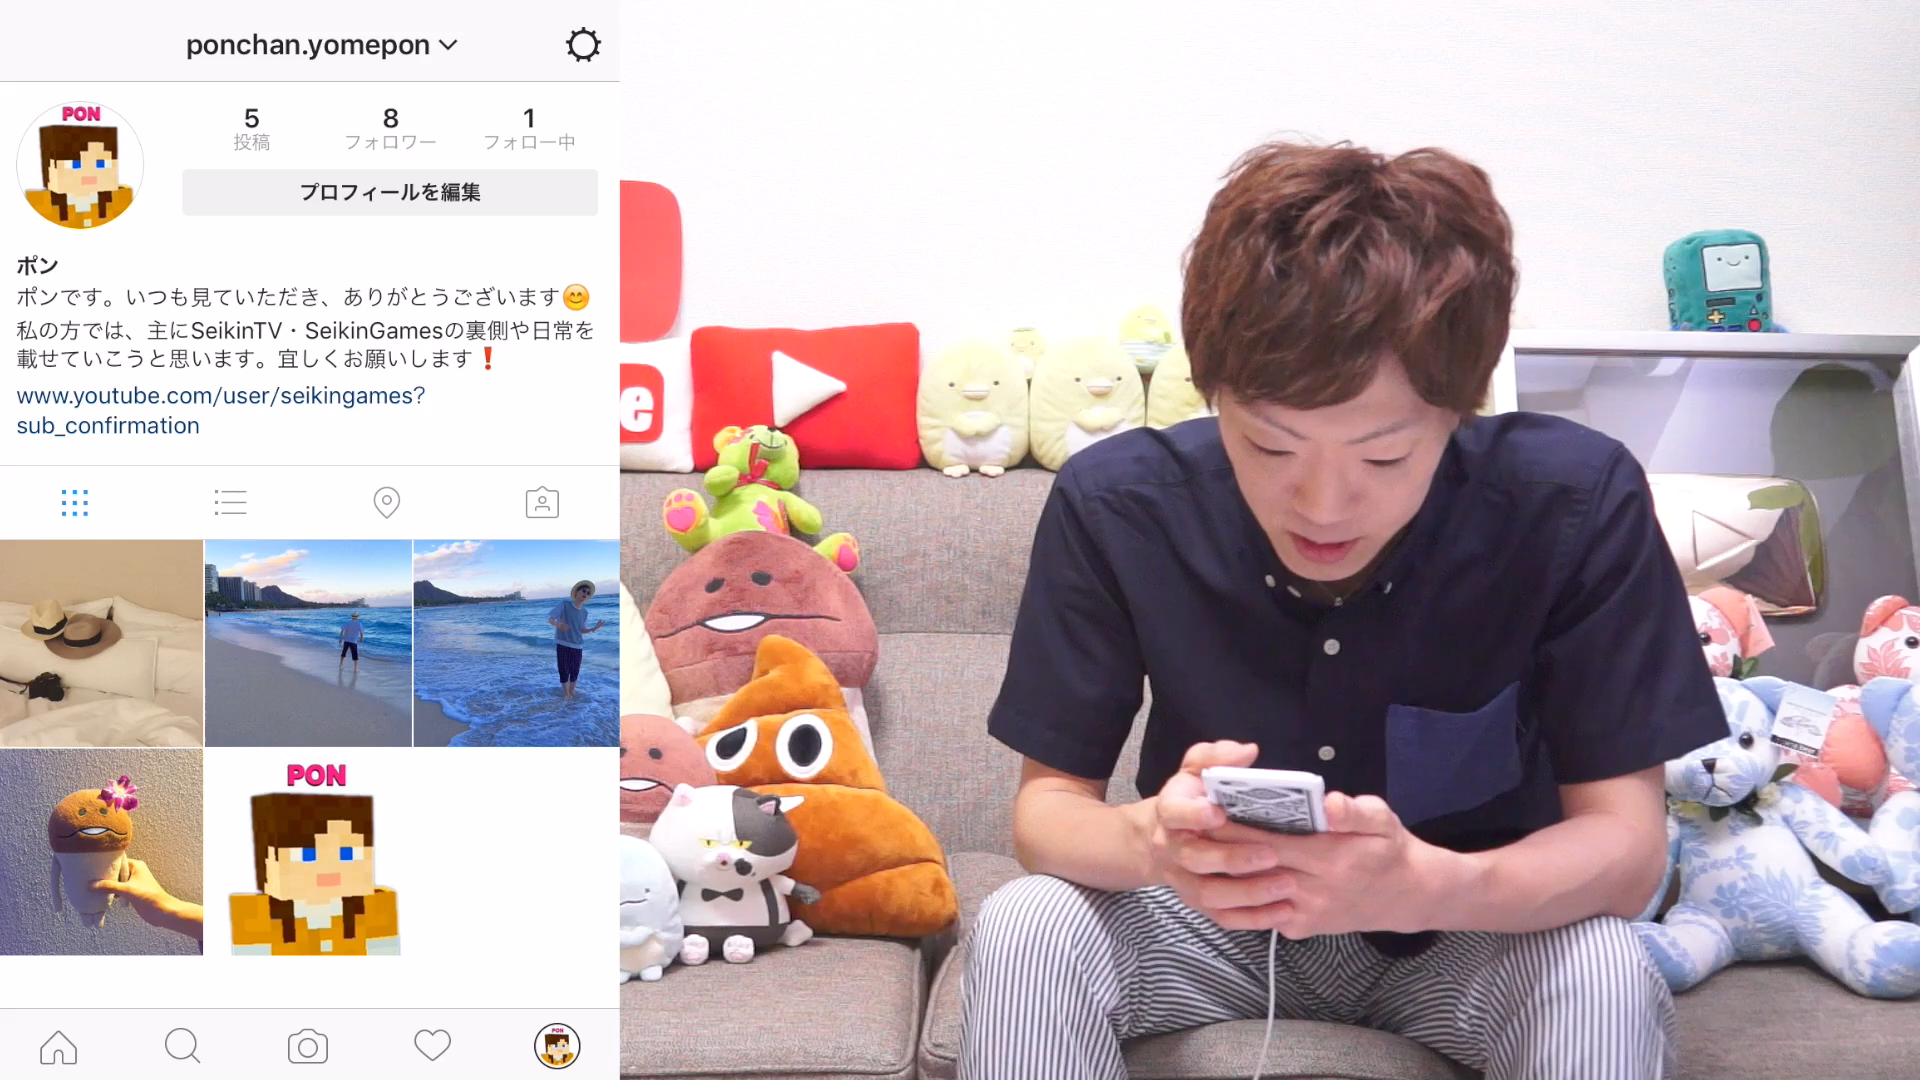 ponchan.yomepon
PON
5
投稿
8
フォロワー
1
フォロー中
プロフィールを編集
ポン
ポンです。いつも見ていただき、ありがとうございます😊
私の方では、主にSeikinTV・SeikinGamesの裏側や日常を
載せていこうと思います。宜しくお願いします❗
www.youtube.com/user/seikingames?
sub_confirmation
PON
e